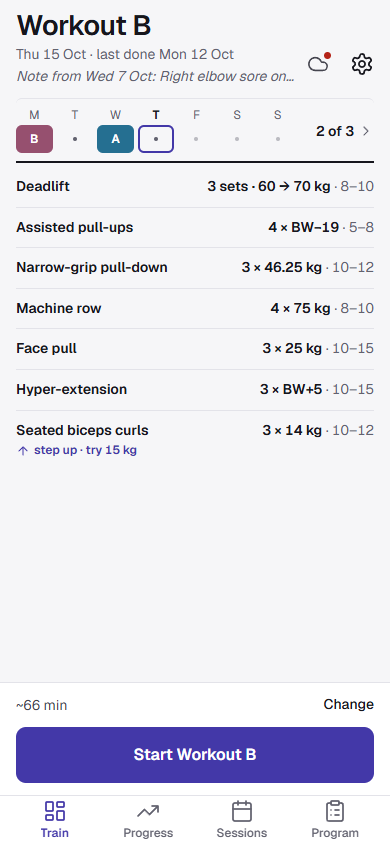 Workout B
Thu 15 Oct · last done Mon 12 Oct
Note from Wed 7 Oct: Right elbow sore on...
M T W T F S S
B A
2 of 3
Deadlift 3 sets · 60 → 70 kg · 8–10
Assisted pull-ups 4 × BW−19 · 5–8
Narrow-grip pull-down 3 × 46.25 kg · 10–12
Machine row 4 × 75 kg · 8–10
Face pull 3 × 25 kg · 10–15
Hyper-extension 3 × BW+5 · 10–15
Seated biceps curls 3 × 14 kg · 10–12
↑ step up · try 15 kg
~66 min Change
Start Workout B
Train Progress Sessions Program